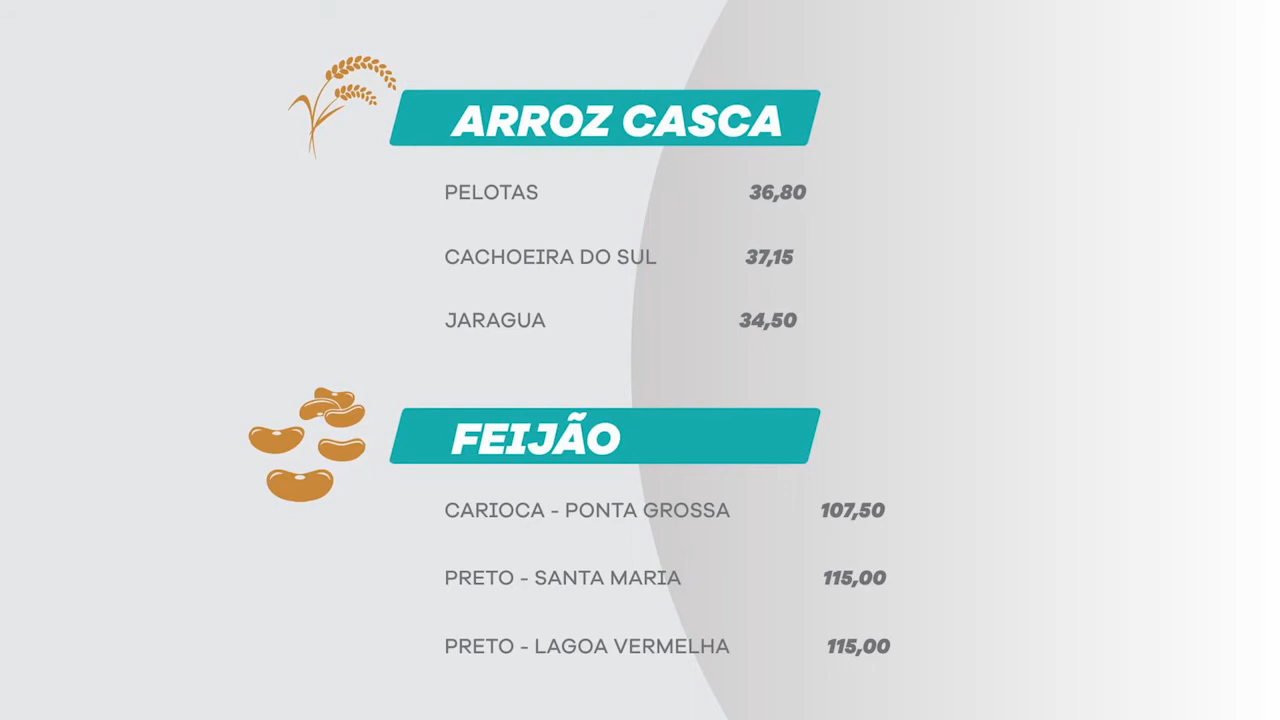 ARROZ CASCA
PELOTAS 36,80
CACHOEIRA DO SUL 37,15
JARAGUA 34,50
FEIJÃO
CARIOCA - PONTA GROSSA 107,50
PRETO - SANTA MARIA 115,00
PRETO - LAGOA VERMELHA 115,00